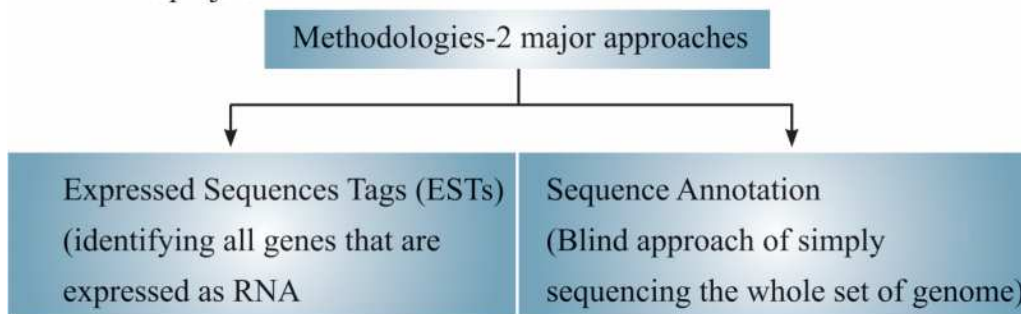 Methodologies-2 major approaches
Expressed Sequences Tags (ESTs)
(identifying all genes that are
expressed as RNA
Sequence Annotation
(Blind approach of simply
sequencing the whole set of genome)